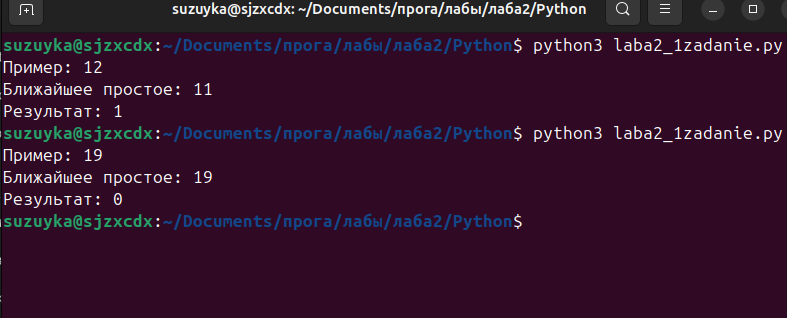 suzuyka@sjzxcdx: ~/Documents/прога/лабы/лаба2/Python
suzuyka@sjzxcdx:~/Documents/прога/лабы/лаба2/Python$ python3 laba2_1zadanie.py
Пример: 12
Ближайшее простое: 11
Результат: 1
suzuyka@sjzxcdx:~/Documents/прога/лабы/лаба2/Python$ python3 laba2_1zadanie.py
Пример: 19
Ближайшее простое: 19
Результат: 0
suzuyka@sjzxcdx:~/Documents/прога/лабы/лаба2/Python$